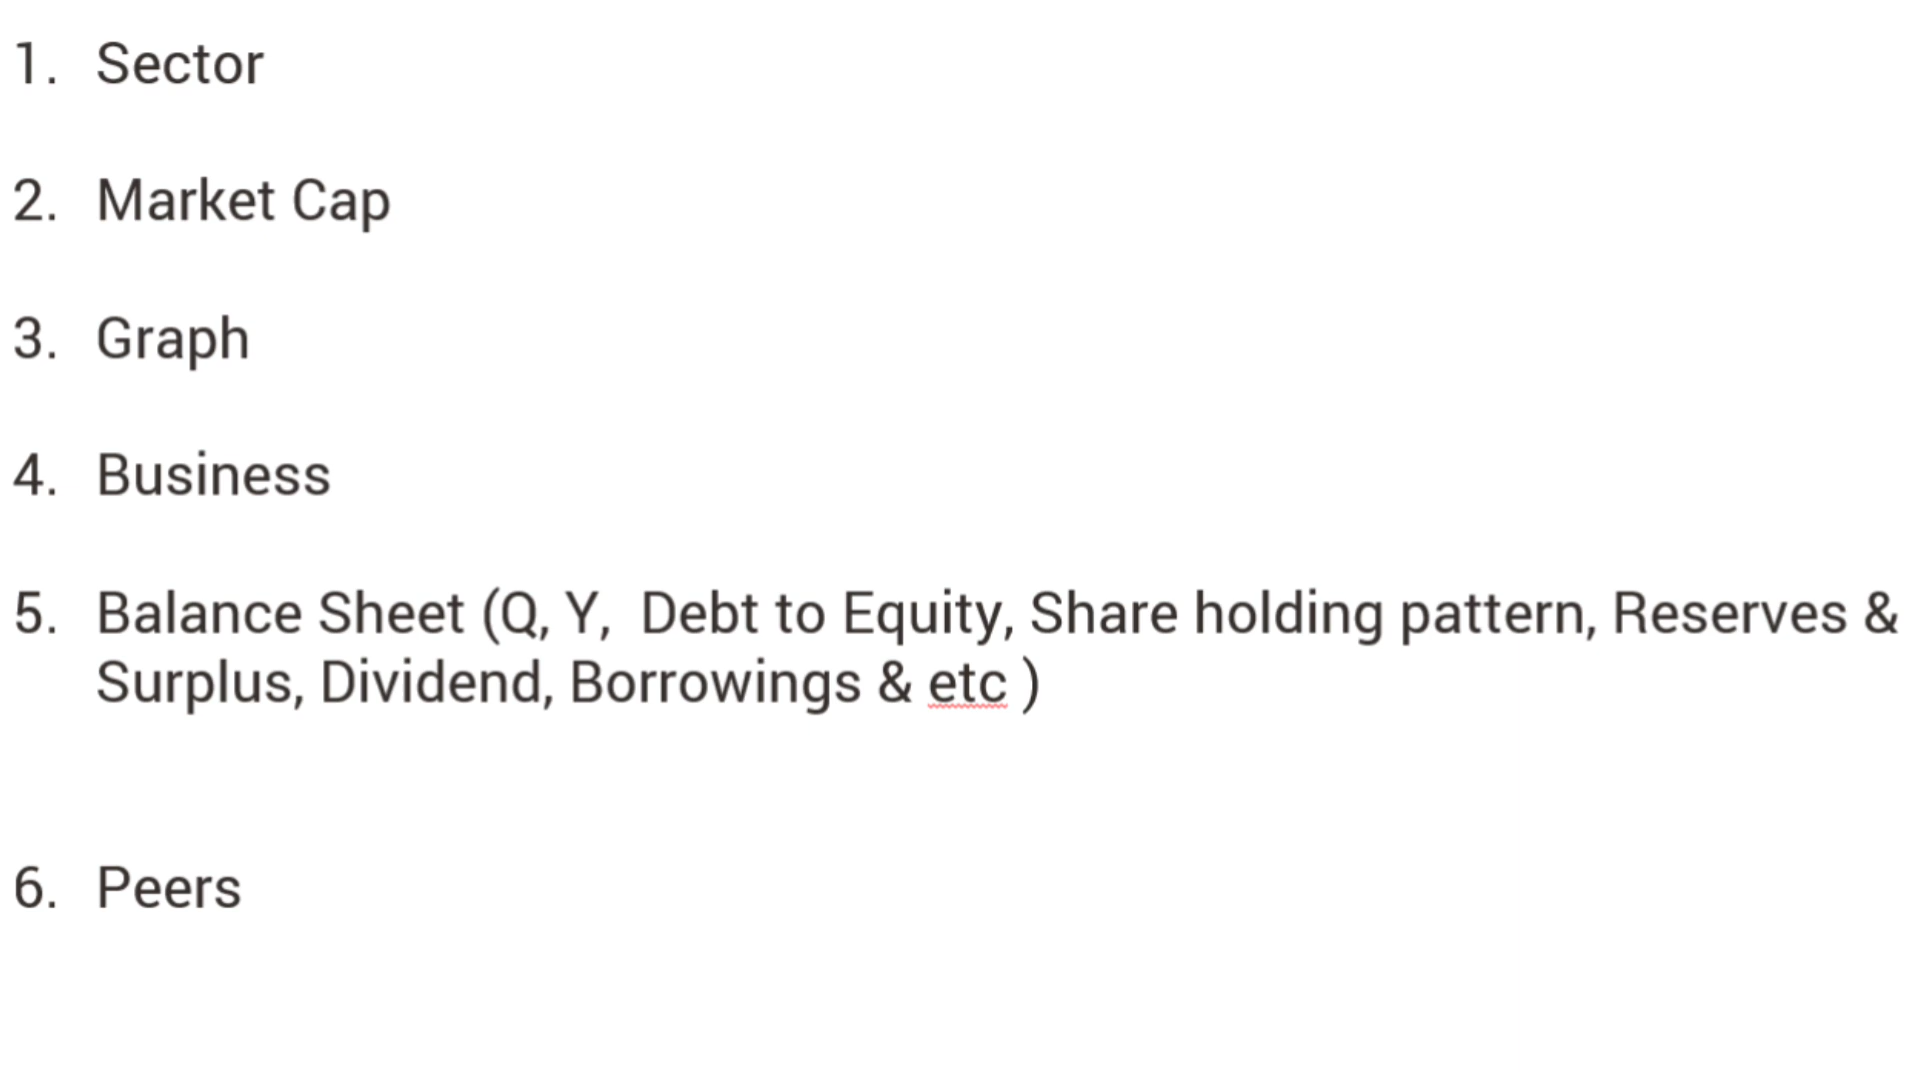 1. Sector
2. Market Cap
3. Graph
4. Business
5. Balance Sheet (Q, Y,  Debt to Equity, Share holding pattern, Reserves &
Surplus, Dividend, Borrowings & etc )
6. Peers